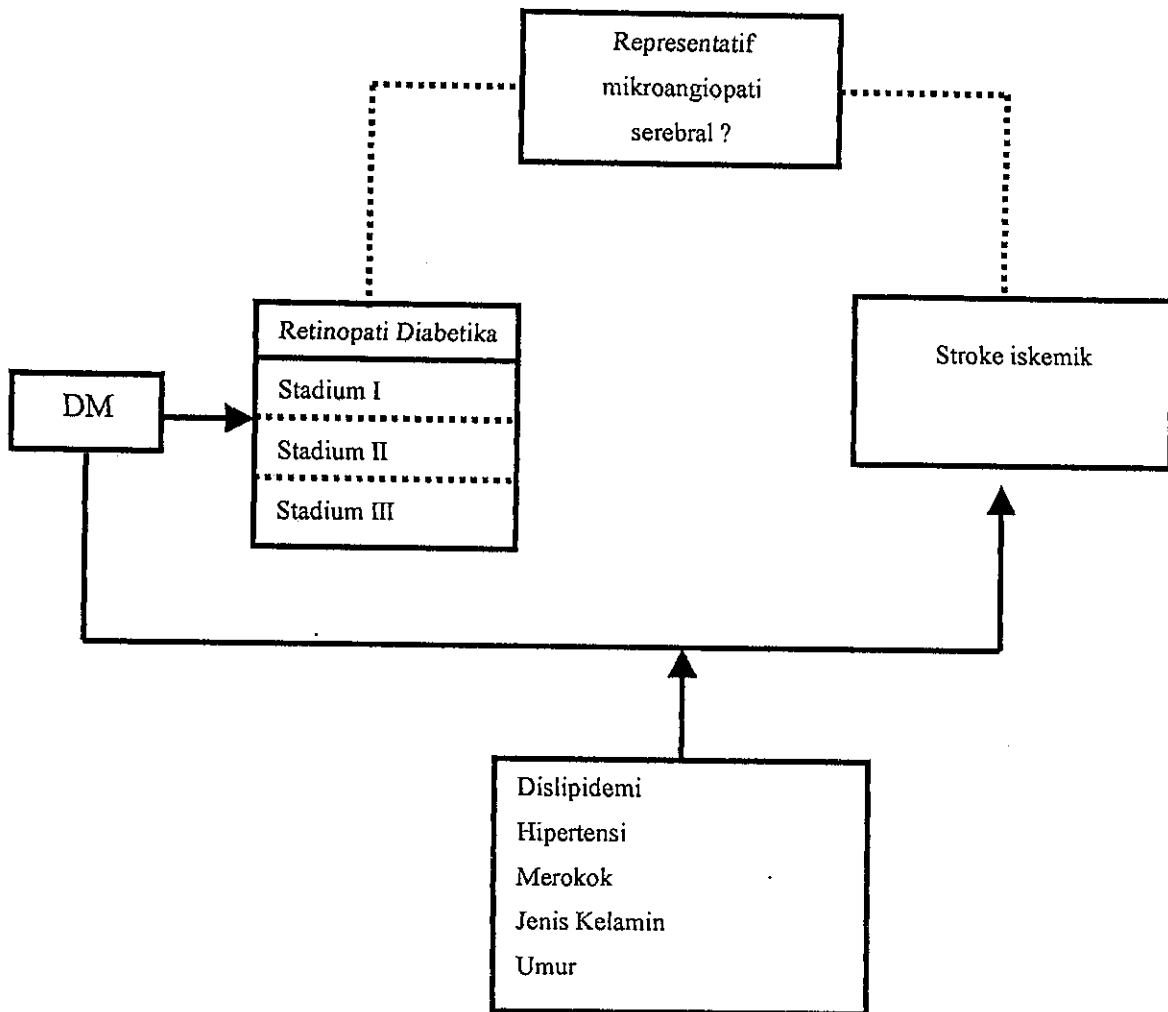 Representatif
mikroangiopati
serebral ?
Retinopati Diabetika
Stadium I
Stadium II
Stadium III
DM
Stroke iskemik
Dislipidemi
Hipertensi
Merokok
Jenis Kelamin
Umur